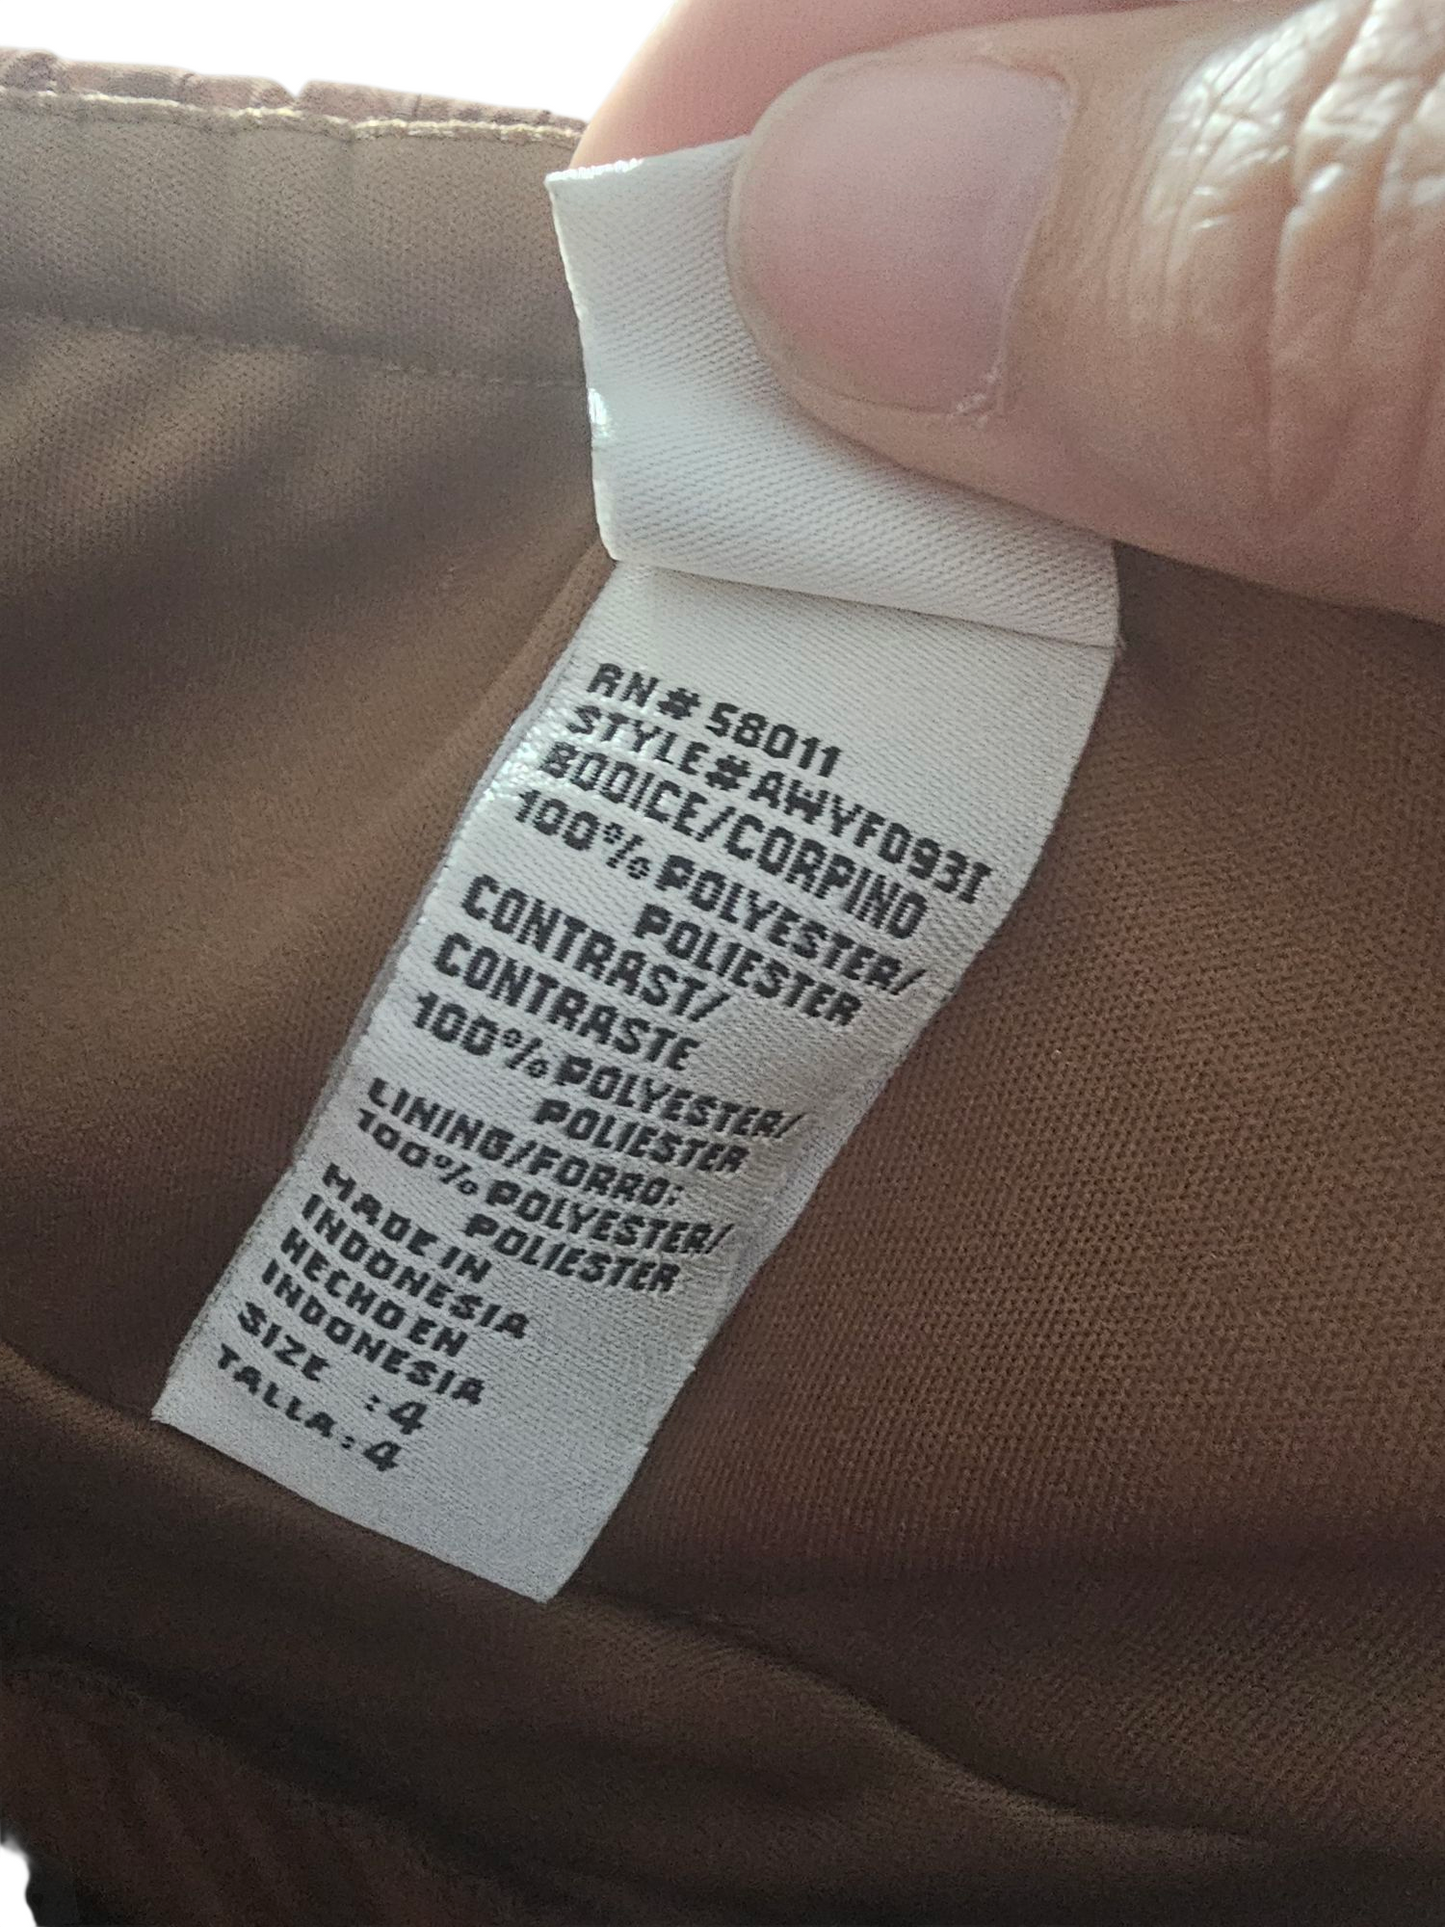 RN# 58011
STYLE#AWYFD93I
BODICE/CORPINO
100% POLYESTER/
POLIESTER
CONTRAST/
CONTRASTE
100% POLYESTER/
POLIESTER
LINING/FORRO:
100% POLYESTER/
POLIESTER
MADE IN
INDONESIA
HECHO EN
INDONESIA
SIZE :4
TALLA:4